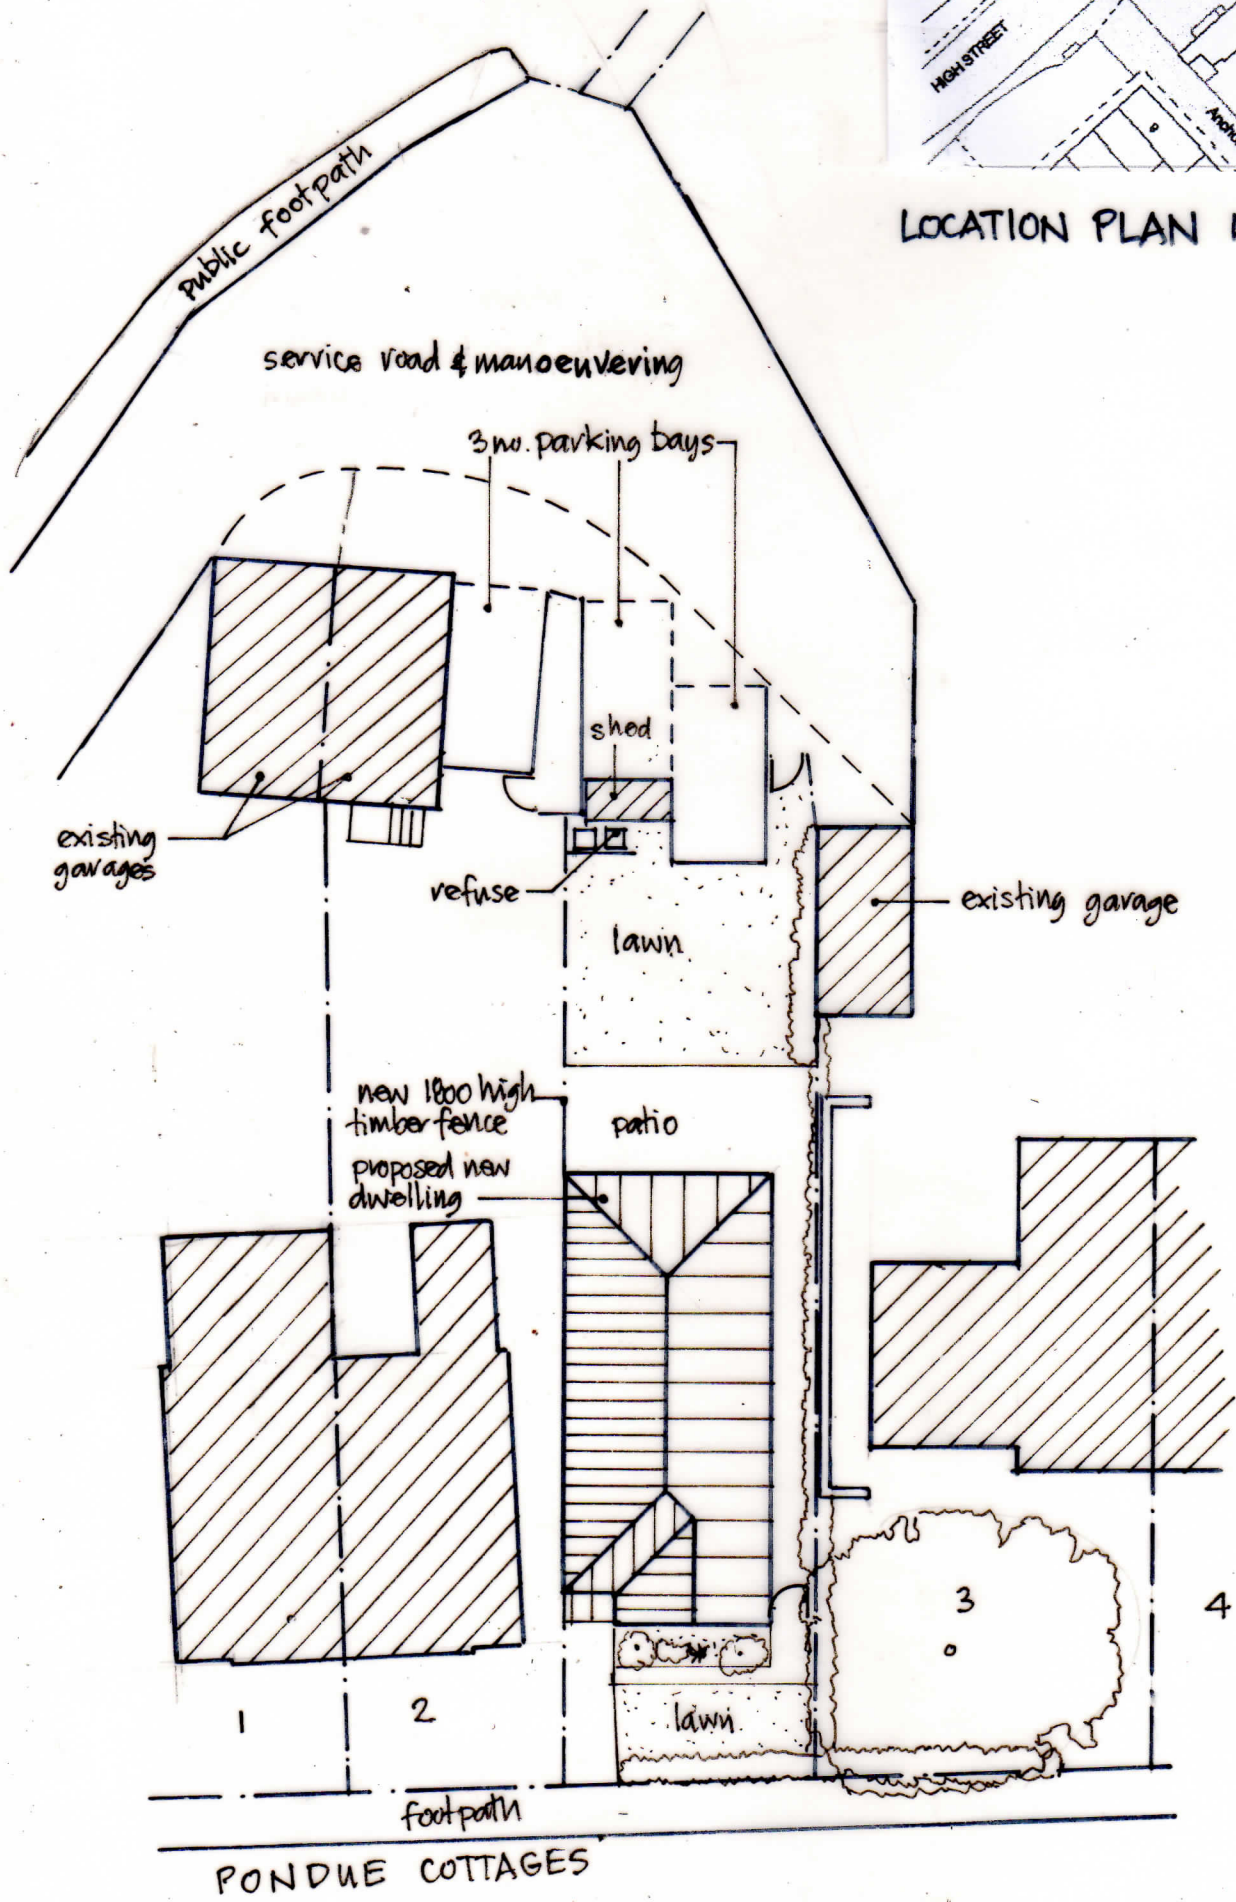 HIGH STREET
LOCATION PLAN
public footpath
service road & manoeuvering
3 no. parking bays
shed
existing
garages
refuse
existing garage
lawn
new 1800 high
timber fence
patio
proposed new
dwelling
3
4
1
2
lawn
footpath
PONDUE COTTAGES